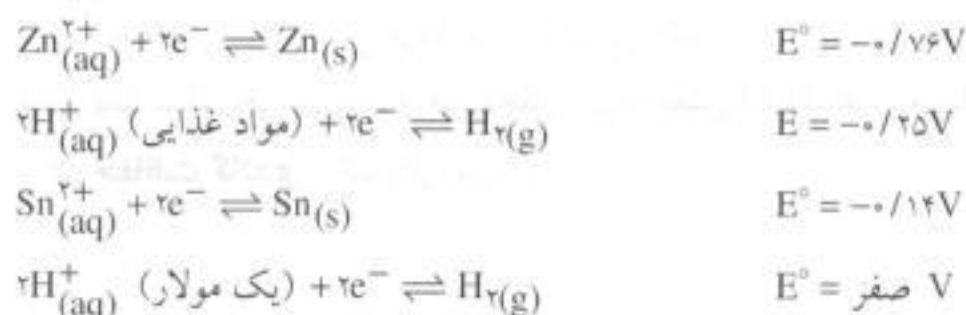 Zn²⁺(aq) + ۲e⁻ ⇌ Zn(s) E° = −۰/۷۶V
۲H⁺(aq) (مواد غذایی) + ۲e⁻ ⇌ H۲(g) E = −۰/۲۵V
Sn²⁺(aq) + ۲e⁻ ⇌ Sn(s) E° = −۰/۱۴V
۲H⁺(aq) (یک مولار) + ۲e⁻ ⇌ H۲(g) E° = صفر V